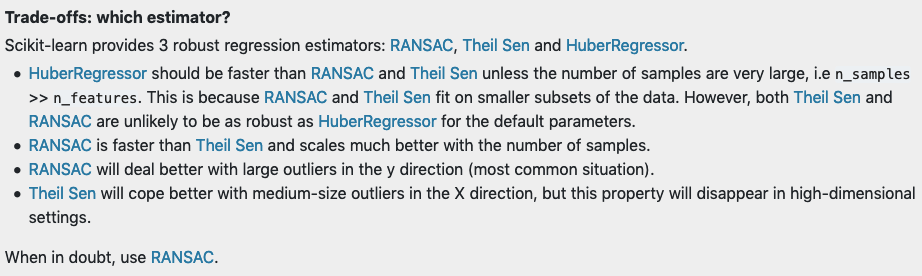 Trade-offs: which estimator?
Scikit-learn provides 3 robust regression estimators: RANSAC, Theil Sen and HuberRegressor.
• HuberRegressor should be faster than RANSAC and Theil Sen unless the number of samples are very large, i.e n_samples
>> n_features. This is because RANSAC and Theil Sen fit on smaller subsets of the data. However, both Theil Sen and
RANSAC are unlikely to be as robust as HuberRegressor for the default parameters.
• RANSAC is faster than Theil Sen and scales much better with the number of samples.
• RANSAC will deal better with large outliers in the y direction (most common situation).
• Theil Sen will cope better with medium-size outliers in the X direction, but this property will disappear in high-dimensional
settings.
When in doubt, use RANSAC.